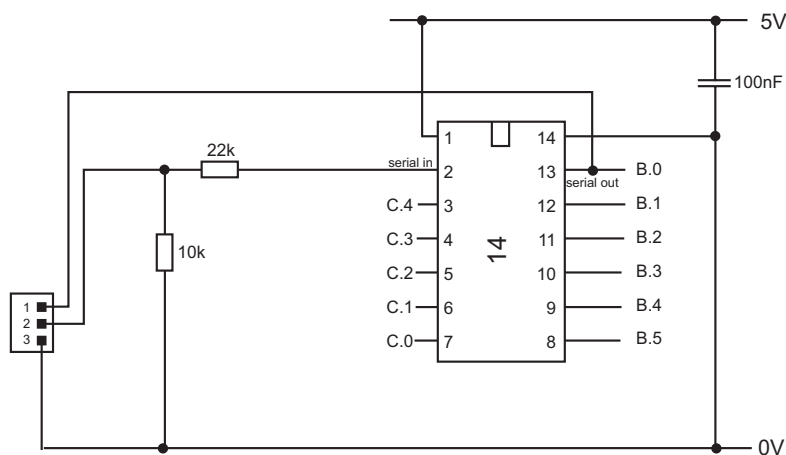 5V
100nF
1 14
22k
serial in 2 13 B.0
serial out
C.4 3 12 B.1
C.3 4 11 B.2
14
10k
C.2 5 10 B.3
1 C.1 6 9 B.4
2
3 C.0 7 8 B.5
0V